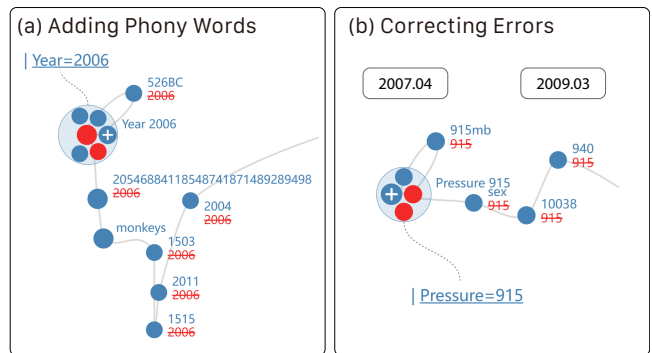 (a) Adding Phony Words
Year=2006
526BC
2006
Year 2006
20546884118548741871489289498
2006
2004
2006
monkeys
1503
2006
2011
2006
1515
2006
(b) Correcting Errors
2007.04
2009.03
915mb
915
940
915
Pressure 915
sex
915
10038
915
Pressure=915